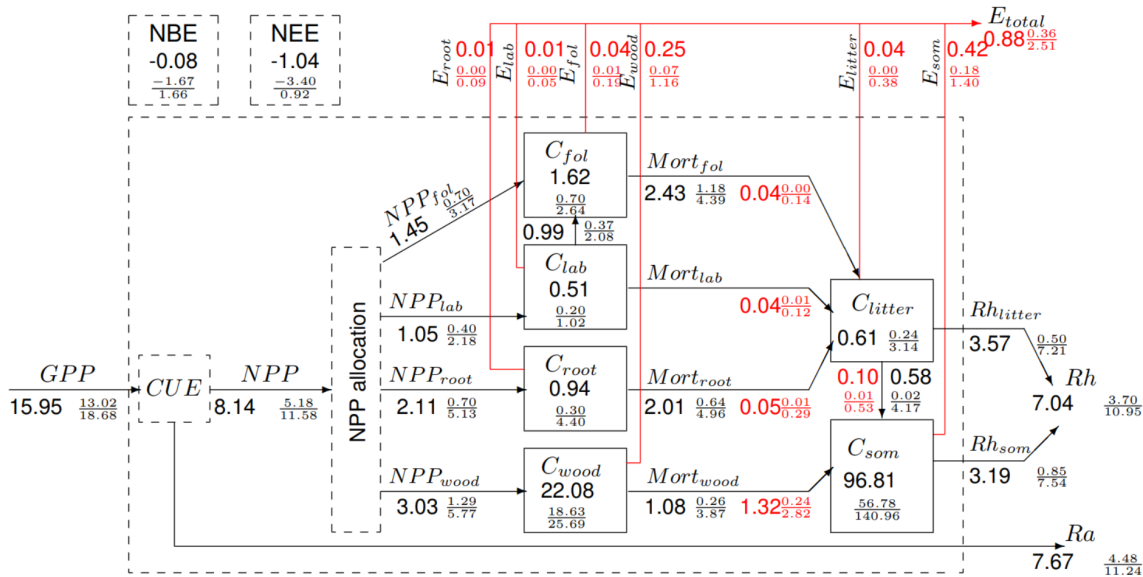 NBE
-0.08
-1.67
1.66
NEE
-1.04
-3.40
0.92
E_root 0.01
0.00
0.09
E_lab 0.01
0.00
0.05
E_fol 0.04
0.01
0.19
E_wood 0.25
0.07
1.16
E_litter 0.04
0.00
0.38
E_som 0.42
0.18
1.40
E_total
0.88 0.36
2.51
GPP
15.95 13.02
18.68
CUE
NPP
8.14 5.18
11.58
NPP allocation
NPP_fol
1.45 0.70
3.17
NPP_lab
1.05 0.40
2.18
NPP_root
2.11 0.70
5.13
NPP_wood
3.03 1.29
5.77
C_fol
1.62
0.70
2.64
0.99 0.37
2.08
C_lab
0.51
0.20
1.02
C_root
0.94
0.30
4.40
C_wood
22.08
18.63
25.69
Mort_fol
2.43 1.18
4.39
0.04 0.00
0.14
Mort_lab
0.04 0.01
0.12
Mort_root
2.01 0.64
4.96
0.05 0.01
0.29
Mort_wood
1.08 0.26
3.87
1.32 0.24
2.82
C_litter
0.61 0.24
3.14
0.10
0.01
0.53
0.58
0.02
4.17
C_som
96.81
56.78
140.96
Rh_litter
3.57 0.50
7.21
Rh
7.04 3.70
10.95
Rh_som
3.19 0.85
7.54
Ra
7.67 4.48
11.24